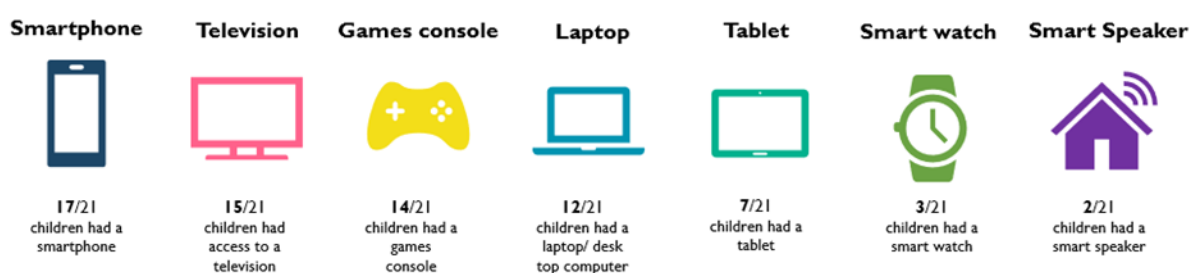 Smartphone
Television
Games console
Laptop
Tablet
Smart watch
Smart Speaker
17/21
children had a
smartphone
15/21
children had
access to a
television
14/21
children had a
games
console
12/21
children had a
laptop/ desk
top computer
7/21
children had a
tablet
3/21
children had a
smart watch
2/21
children had a
smart speaker